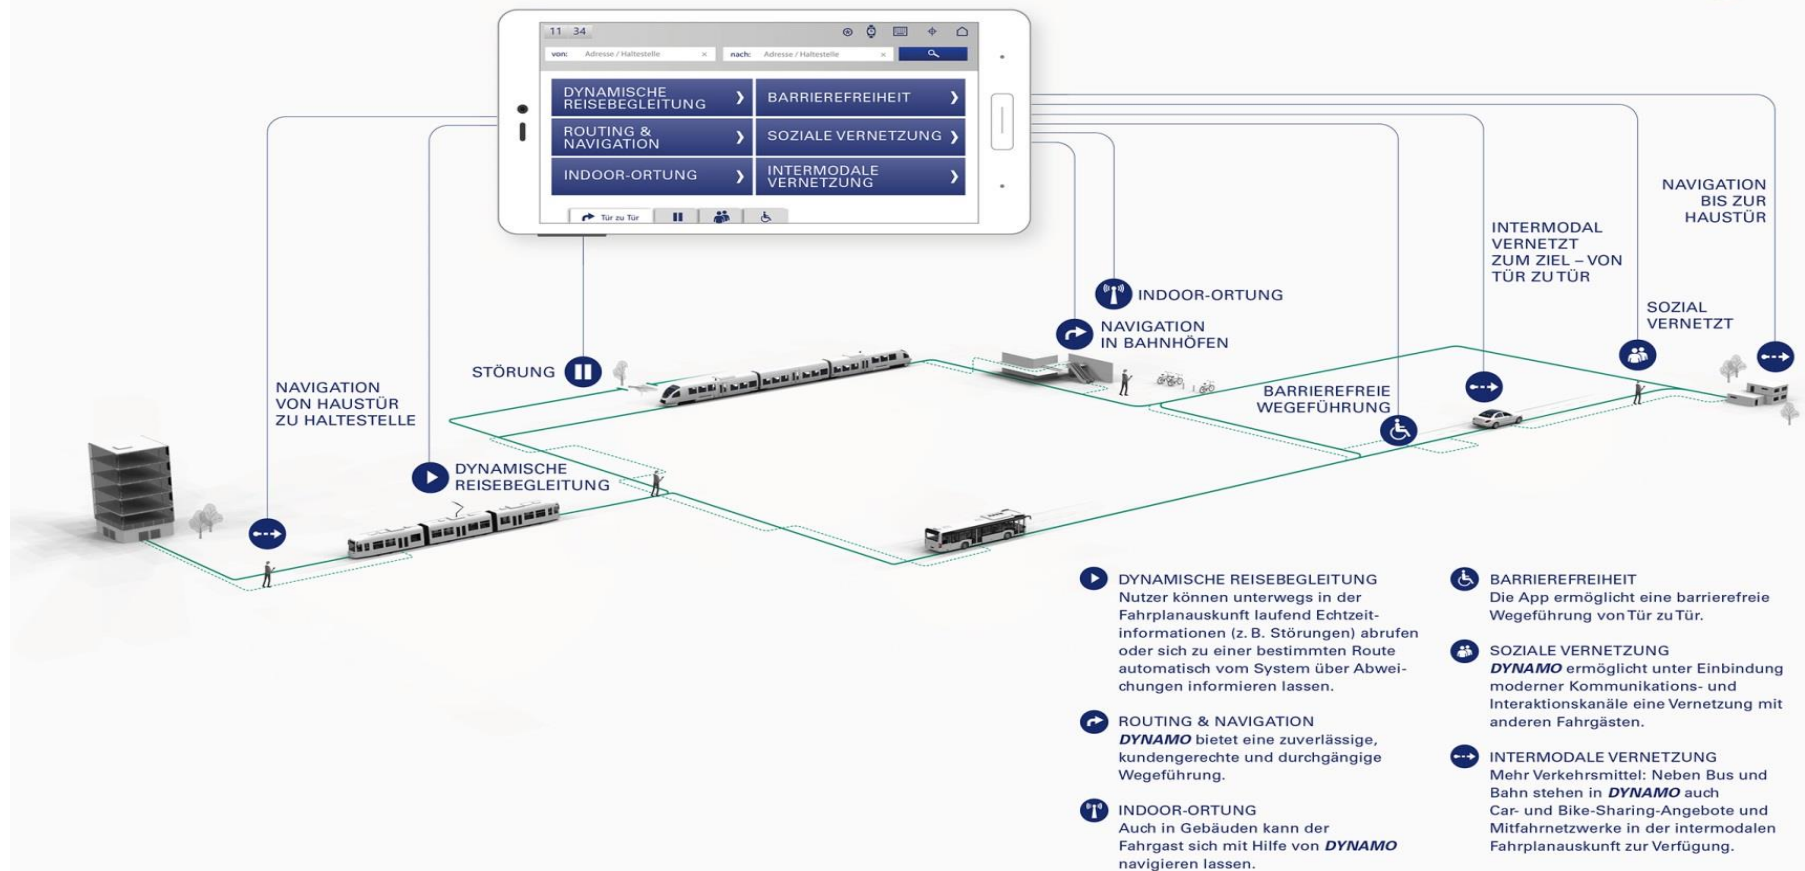 11 34
von: Adresse / Haltestelle × nach: Adresse / Haltestelle ×
DYNAMISCHE
REISEBEGLEITUNG
BARRIEREFREIHEIT
ROUTING &
NAVIGATION
SOZIALE VERNETZUNG
INDOOR-ORTUNG
INTERMODALE
VERNETZUNG
Tür zu Tür
NAVIGATION
BIS ZUR
HAUSTÜR
INTERMODAL
VERNETZT
ZUM ZIEL – VON
TÜR ZU TÜR
INDOOR-ORTUNG
SOZIAL
VERNETZT
NAVIGATION
IN BAHNHÖFEN
STÖRUNG
NAVIGATION
VON HAUSTÜR
ZU HALTESTELLE
BARRIEREFREIE
WEGEFÜHRUNG
DYNAMISCHE
REISEBEGLEITUNG
DYNAMISCHE REISEBEGLEITUNG
Nutzer können unterwegs in der
Fahrplanauskunft laufend Echtzeit-
informationen (z. B. Störungen) abrufen
oder sich zu einer bestimmten Route
automatisch vom System über Abwei-
chungen informieren lassen.
ROUTING & NAVIGATION
DYNAMO bietet eine zuverlässige,
kundengerechte und durchgängige
Wegeführung.
INDOOR-ORTUNG
Auch in Gebäuden kann der
Fahrgast sich mit Hilfe von DYNAMO
navigieren lassen.
BARRIEREFREIHEIT
Die App ermöglicht eine barrierefreie
Wegeführung von Tür zu Tür.
SOZIALE VERNETZUNG
DYNAMO ermöglicht unter Einbindung
moderner Kommunikations- und
Interaktionskanäle eine Vernetzung mit
anderen Fahrgästen.
INTERMODALE VERNETZUNG
Mehr Verkehrsmittel: Neben Bus und
Bahn stehen in DYNAMO auch
Car- und Bike-Sharing-Angebote und
Mitfahrnetzwerke in der intermodalen
Fahrplanauskunft zur Verfügung.